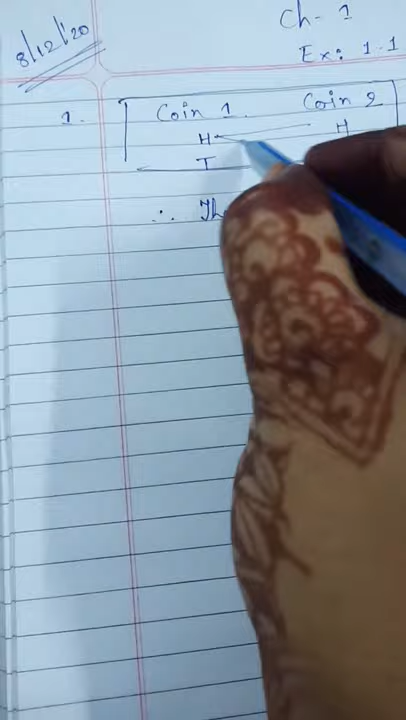 8/12/'20
Ch- 1
Ex: 1.1
1. Coin 1 Coin 2
H H
T
∴ Th